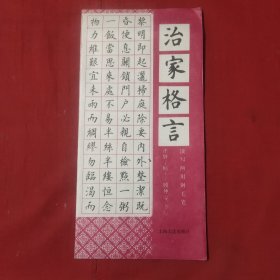 治家格言
黎明即起灑掃庭除要內外整潔既
昏便息關鎖門戶必親自檢點一粥
一飯當思來處不易半絲半縷恒念
物力維艱宜未雨而綢繆勿臨渴而